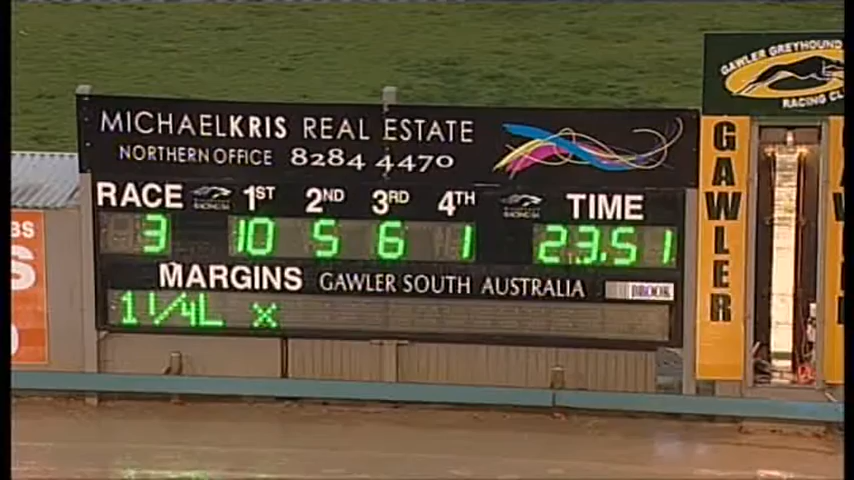 GAWLER GREYHOUND
RACING CLUB
MICHAELKRIS REAL ESTATE
NORTHERN OFFICE 8284 4470
RACE 1ST 2ND 3RD 4TH TIME
3 10 5 6 1 23.51
MARGINS GAWLER SOUTH AUSTRALIA BROOK
1 1/4L x
GAWLER